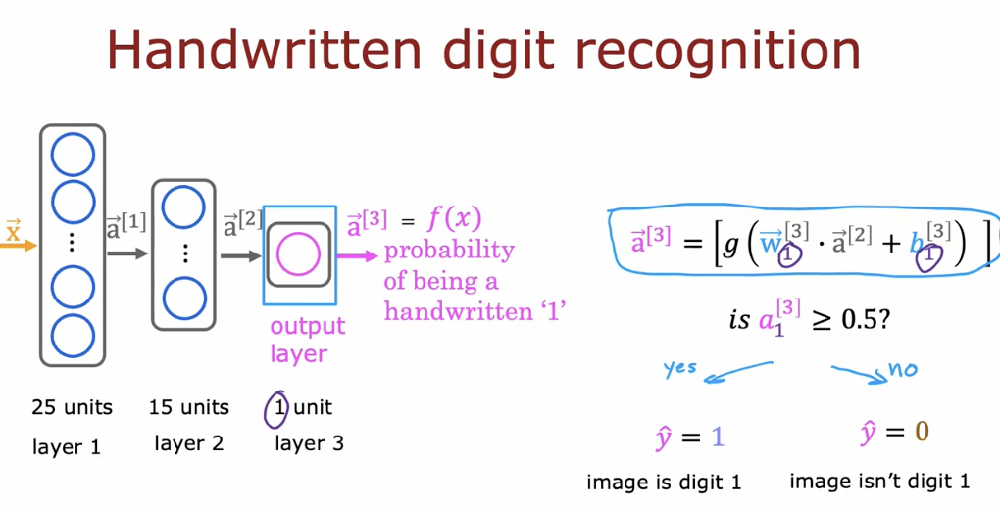 Handwritten digit recognition
x⃗
a⃗[1]
a⃗[2]
a⃗[3] = f(x)
probability
of being a
handwritten ‘1’
output
layer
25 units
15 units
1 unit
layer 1
layer 2
layer 3
a⃗[3] = [g (w⃗₁[3] · a⃗[2] + b₁[3]) ]
is a₁[3] ≥ 0.5?
yes
no
ŷ = 1
ŷ = 0
image is digit 1
image isn’t digit 1